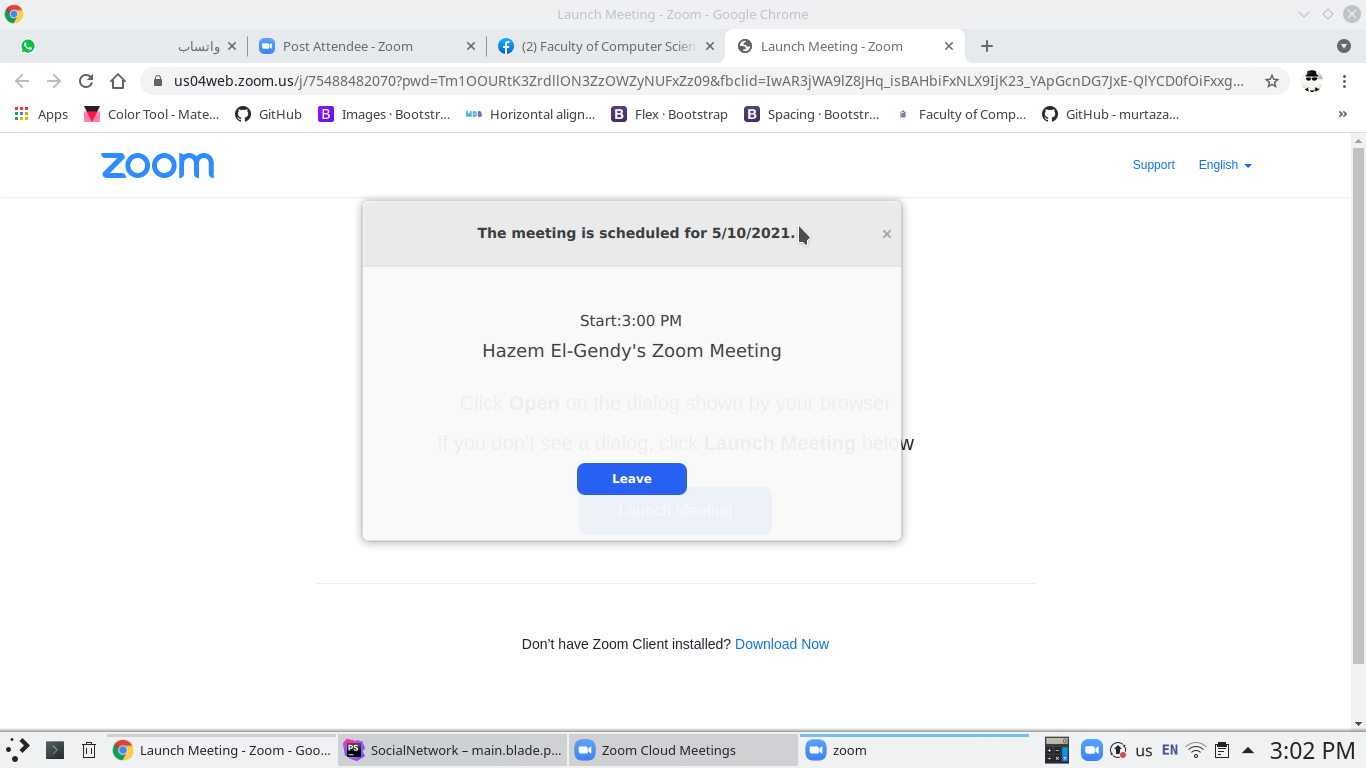 Launch Meeting - Zoom - Google Chrome
واتساب
Post Attendee - Zoom
(2) Faculty of Computer Scien
Launch Meeting - Zoom
us04web.zoom.us/j/75488482070?pwd=Tm1OOURtK3ZrdllON3ZzOWZyNUFxZz09&fbclid=IwAR3jWA9lZ8JHq_isBAHbiFxNLX9IjK23_YApGcnDG7JxE-QlYCD0fOiFxxg...
Apps
Color Tool - Mate...
GitHub
Images · Bootstr...
Horizontal align...
Flex · Bootstrap
Spacing · Bootstr...
Faculty of Comp...
GitHub - murtaza...
zoom
Support
English
The meeting is scheduled for 5/10/2021.
Start:3:00 PM
Hazem El-Gendy's Zoom Meeting
Click Open on the dialog shown by your browser
If you don't see a dialog, click Launch Meeting below
Leave
Launch Meeting
Don't have Zoom Client installed? Download Now
Launch Meeting - Zoom - Goo...
SocialNetwork – main.blade.p...
Zoom Cloud Meetings
zoom
us
EN
3:02 PM